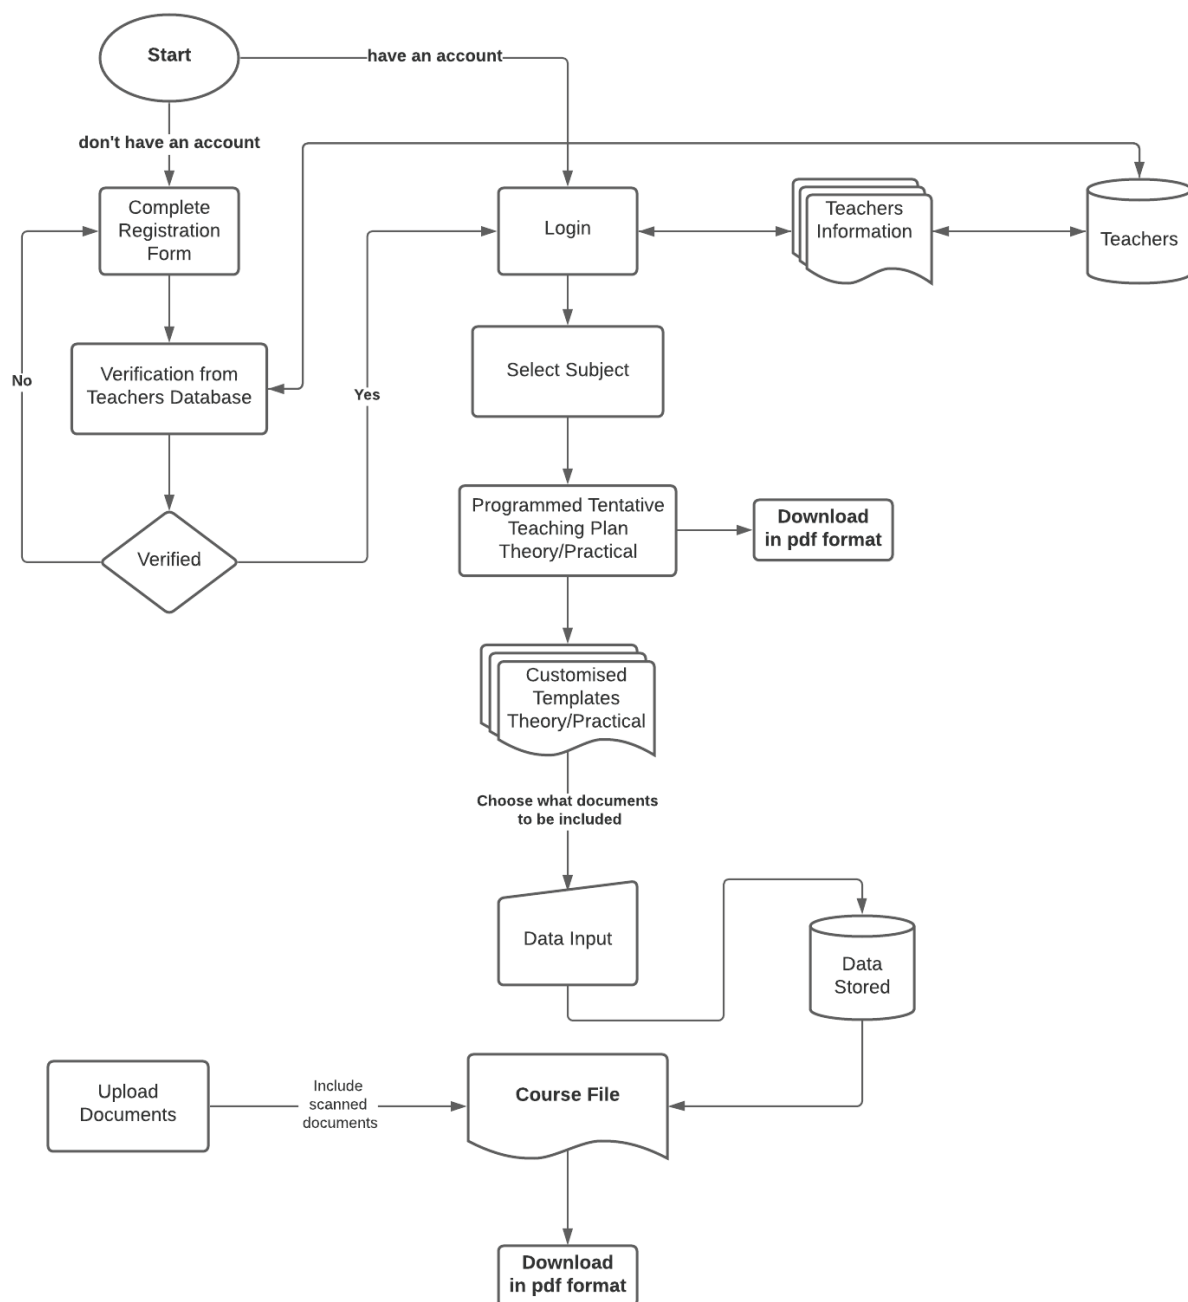 Start
have an account
don't have an account
Complete
Registration
Form
Login
Teachers
Information
Teachers
No
Verification from
Teachers Database
Yes
Select Subject
Verified
Programmed Tentative
Teaching Plan
Theory/Practical
Download
in pdf format
Customised
Templates
Theory/Practical
Choose what documents
to be included
Data Input
Data
Stored
Upload
Documents
Include
scanned
documents
Course File
Download
in pdf format